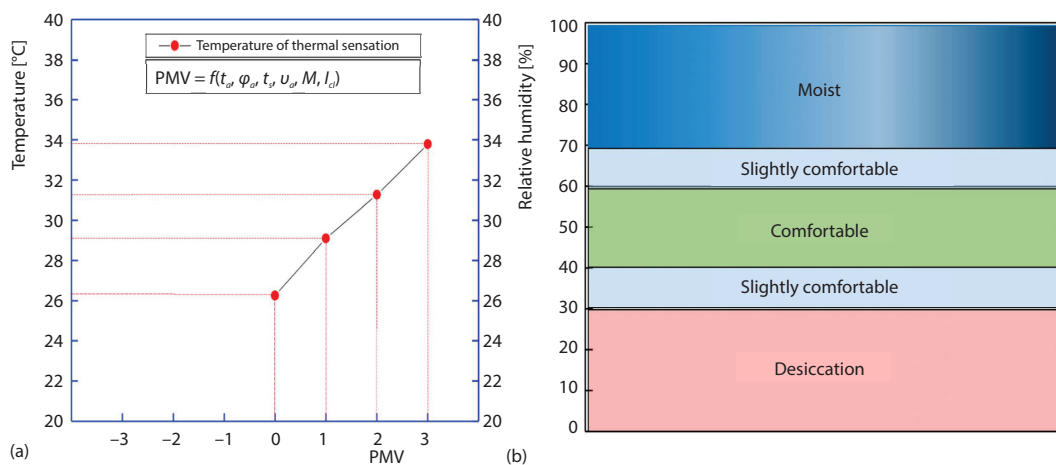 Temperature [°C]
40
38
36
34
32
30
28
26
24
22
20
Temperature of thermal sensation
PMV = f(tₐ, φₐ, tₛ, υₐ, M, I_cl)
40
38
36
34
32
30
28
26
24
22
20
–3 –2 –1 0 1 2 3
PMV
(a)
Relative humidity [%]
100
90
80
70
60
50
40
30
20
10
0
Moist
Slightly comfortable
Comfortable
Slightly comfortable
Desiccation
(b)